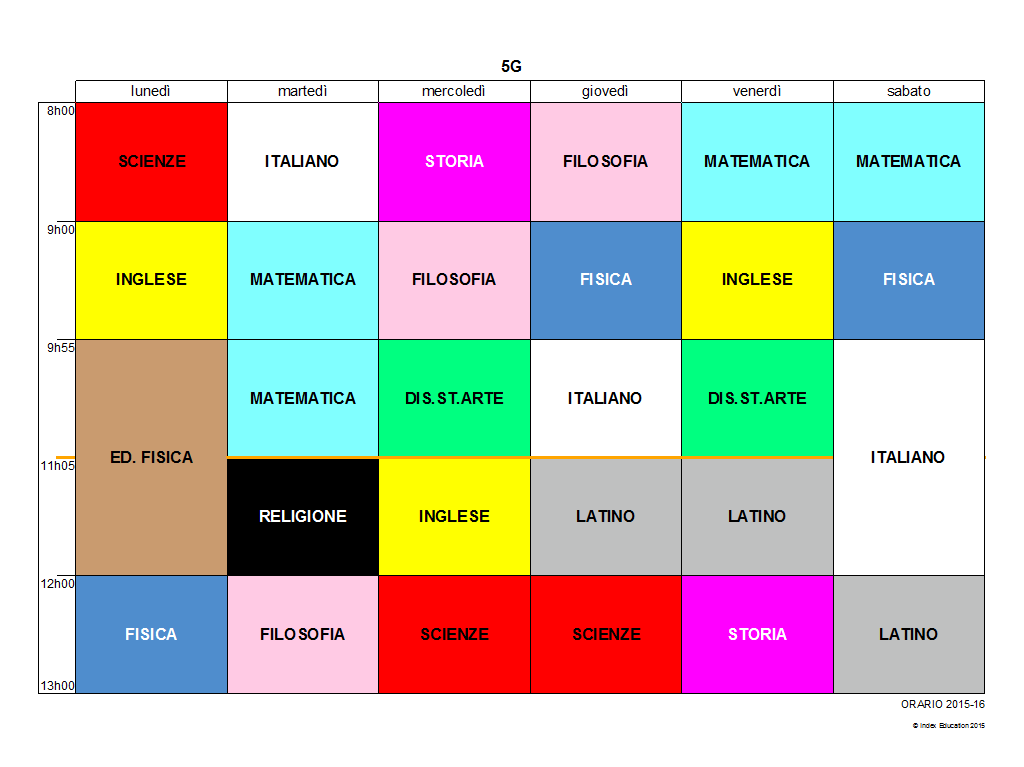 5G
lunedì martedì mercoledì giovedì venerdì sabato
8h00
SCIENZE ITALIANO STORIA FILOSOFIA MATEMATICA MATEMATICA
9h00
INGLESE MATEMATICA FILOSOFIA FISICA INGLESE FISICA
9h55
MATEMATICA DIS.ST.ARTE ITALIANO DIS.ST.ARTE
ED. FISICA ITALIANO
11h05
RELIGIONE INGLESE LATINO LATINO
12h00
FISICA FILOSOFIA SCIENZE SCIENZE STORIA LATINO
13h00
ORARIO 2015-16
© Index Education 2015